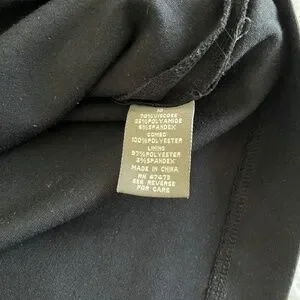 70%VISCOSE
25%POLYAMIDE
5%SPANDEX
COMBO
100%POLYESTER
LINING
97%POLYESTER
3%SPANDEX
MADE IN CHINA
RN 67473
SEE REVERSE
FOR CARE